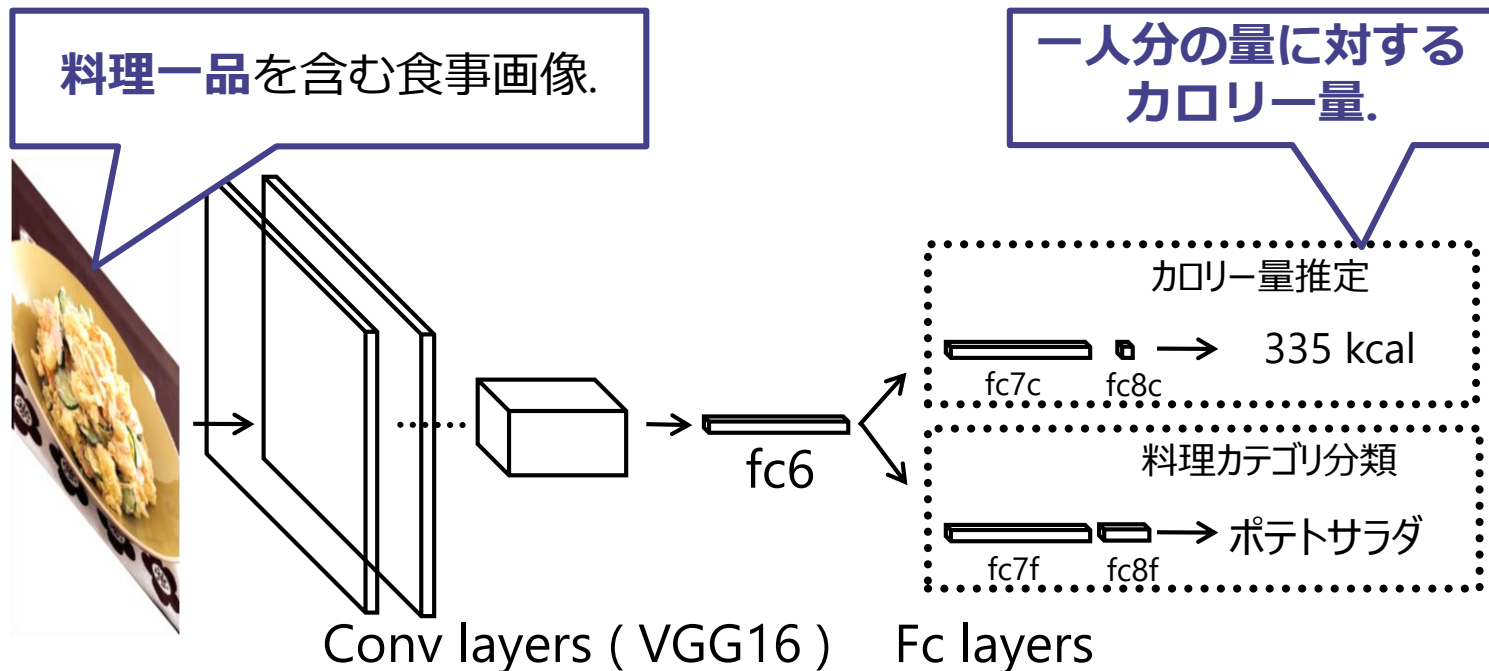 料理一品を含む食事画像.
一人分の量に対する
カロリー量.
カロリー量推定
335 kcal
fc7c
fc8c
fc6
料理カテゴリ分類
ポテトサラダ
fc7f
fc8f
Conv layers ( VGG16 )
Fc layers